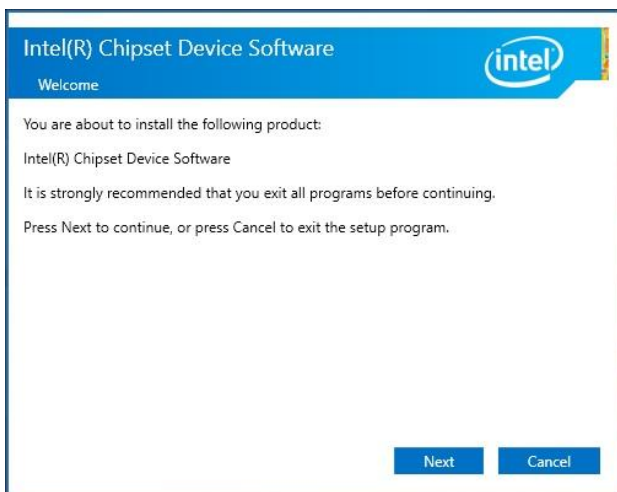 Intel(R) Chipset Device Software
intel
Welcome
You are about to install the following product:
Intel(R) Chipset Device Software
It is strongly recommended that you exit all programs before continuing.
Press Next to continue, or press Cancel to exit the setup program.
Next Cancel